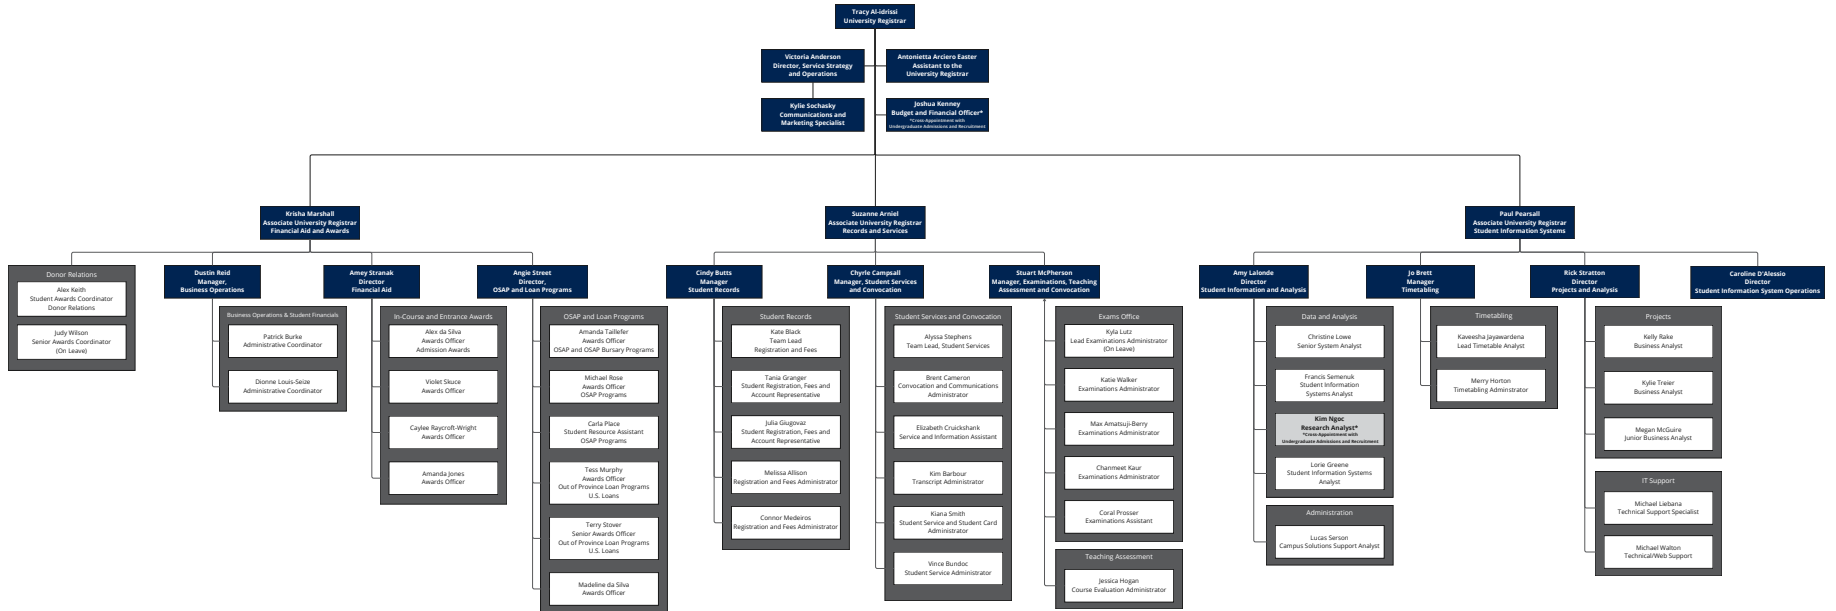 Tracy Al-idrissi
University Registrar
Victoria Anderson
Director, Service Strategy
and Operations
Antonietta Arciero Easter
Assistant to the
University Registrar
Kylie Sochasky
Communications and
Marketing Specialist
Joshua Kenney
Budget and Financial Officer*
*Cross-Appointment with
Undergraduate Admissions and Recruitment
Krisha Marshall
Associate University Registrar
Financial Aid and Awards
Suzanne Arniel
Associate University Registrar
Records and Services
Paul Pearsall
Associate University Registrar
Student Information Systems
Donor Relations
Alex Keith
Student Awards Coordinator
Donor Relations
Judy Wilson
Senior Awards Coordinator
(On Leave)
Dustin Reid
Manager,
Business Operations
Business Operations & Student Financials
Patrick Burke
Administrative Coordinator
Dionne Louis-Seize
Administrative Coordinator
Amey Stranak
Director
Financial Aid
In-Course and Entrance Awards
Alex da Silva
Awards Officer
Admission Awards
Violet Skuce
Awards Officer
Caylee Raycroft-Wright
Awards Officer
Amanda Jones
Awards Officer
Angie Street
Director,
OSAP and Loan Programs
OSAP and Loan Programs
Amanda Taillefer
Awards Officer
OSAP and OSAP Bursary Programs
Michael Rose
Awards Officer
OSAP Programs
Carla Place
Student Resource Assistant
OSAP Programs
Tess Murphy
Awards Officer
Out of Province Loan Programs
U.S. Loans
Terry Stover
Senior Awards Officer
Out of Province Loan Programs
U.S. Loans
Madeline da Silva
Awards Officer
Cindy Butts
Manager
Student Records
Student Records
Kate Black
Team Lead
Registration and Fees
Tania Granger
Student Registration, Fees and
Account Representative
Julia Giugovaz
Student Registration, Fees and
Account Representative
Melissa Allison
Registration and Fees Administrator
Connor Medeiros
Registration and Fees Administrator
Chyrle Campsall
Manager, Student Services
and Convocation
Student Services and Convocation
Alyssa Stephens
Team Lead, Student Services
Brent Cameron
Convocation and Communications
Administrator
Elizabeth Cruickshank
Service and Information Assistant
Kim Barbour
Transcript Administrator
Kiana Smith
Student Service and Student Card
Administrator
Vince Bundoc
Student Service Administrator
Stuart McPherson
Manager, Examinations, Teaching
Assessment and Convocation
Exams Office
Kyla Lutz
Lead Examinations Administrator
(On Leave)
Katie Walker
Examinations Administrator
Max Amatsuji-Berry
Examinations Administrator
Chanmeet Kaur
Examinations Administrator
Coral Prosser
Examinations Assistant
Teaching Assessment
Jessica Hogan
Course Evaluation Administrator
Amy Lalonde
Director
Student Information and Analysis
Data and Analysis
Christine Lowe
Senior System Analyst
Francis Semenuk
Student Information
Systems Analyst
Kim Ngoc
Research Analyst*
*Cross-Appointment with
Undergraduate Admissions and Recruitment
Lorie Greene
Student Information Systems
Analyst
Administration
Lucas Serson
Campus Solutions Support Analyst
Jo Brett
Manager
Timetabling
Timetabling
Kaveesha Jayawardena
Lead Timetable Analyst
Merry Horton
Timetabling Adminstrator
Rick Stratton
Director
Projects and Analysis
Projects
Kelly Rake
Business Analyst
Kylie Treier
Business Analyst
Megan McGuire
Junior Business Analyst
IT Support
Michael Liebana
Technical Support Specialist
Michael Walton
Technical/Web Support
Caroline D'Alessio
Director
Student Information System Operations